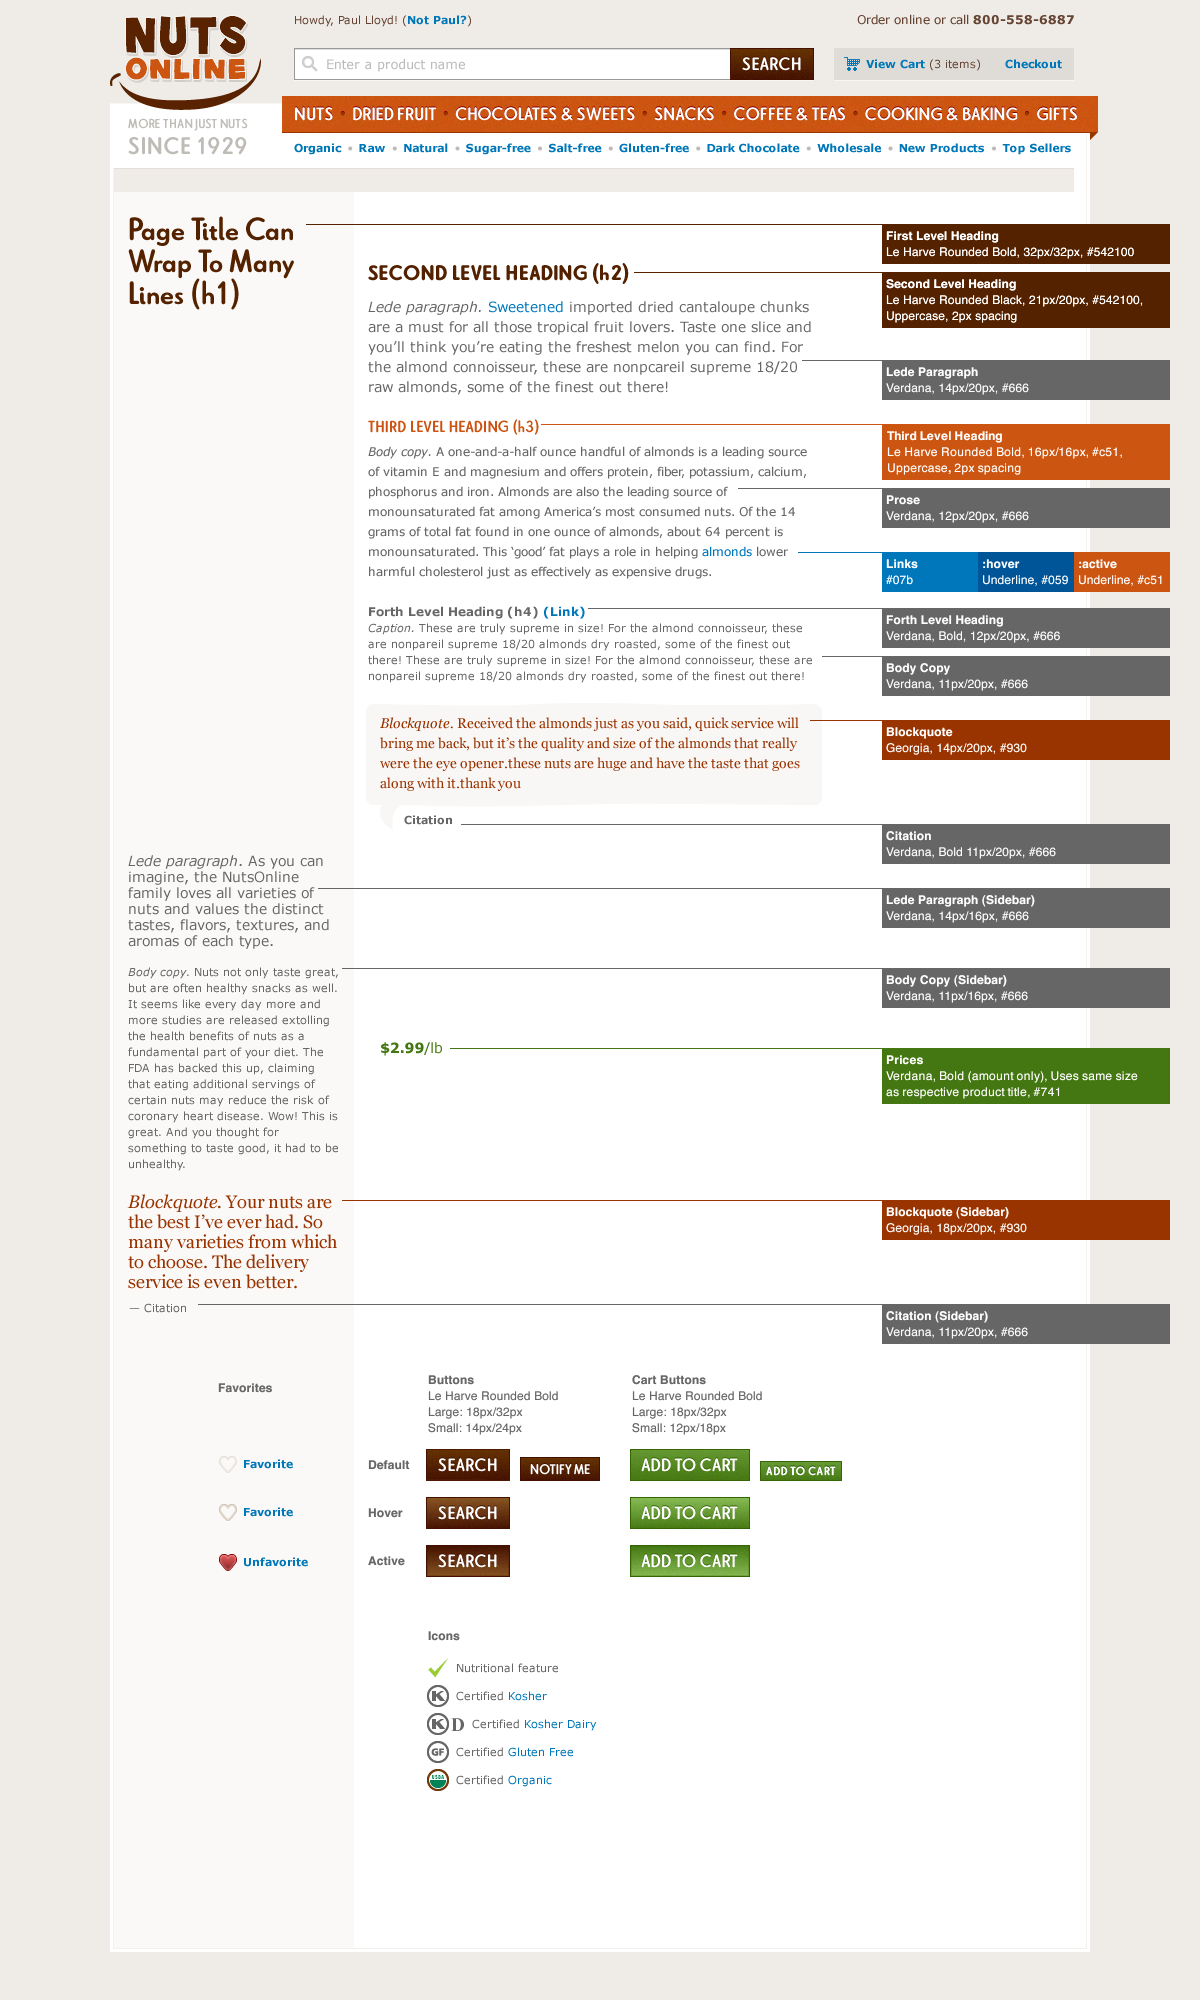 NUTS
ONLINE
MORE THAN JUST NUTS
SINCE 1929
Howdy, Paul Lloyd! (Not Paul?)
Order online or call 800-558-6887
Enter a product name
SEARCH
View Cart (3 items)
Checkout
NUTS • DRIED FRUIT • CHOCOLATES & SWEETS • SNACKS • COFFEE & TEAS • COOKING & BAKING • GIFTS
Organic • Raw • Natural • Sugar-free • Salt-free • Gluten-free • Dark Chocolate • Wholesale • New Products • Top Sellers
Page Title Can
Wrap To Many
Lines (h1)
First Level Heading
Le Harve Rounded Bold, 32px/32px, #542100
SECOND LEVEL HEADING (h2)
Second Level Heading
Le Harve Rounded Black, 21px/20px, #542100,
Uppercase, 2px spacing
Lede paragraph. Sweetened imported dried cantaloupe chunks
are a must for all those tropical fruit lovers. Taste one slice and
you’ll think you’re eating the freshest melon you can find. For
the almond connoisseur, these are nonpcareil supreme 18/20
raw almonds, some of the finest out there!
Lede Paragraph
Verdana, 14px/20px, #666
THIRD LEVEL HEADING (h3)
Third Level Heading
Le Harve Rounded Bold, 16px/16px, #c51,
Uppercase, 2px spacing
Body copy. A one-and-a-half ounce handful of almonds is a leading source
of vitamin E and magnesium and offers protein, fiber, potassium, calcium,
phosphorus and iron. Almonds are also the leading source of
monounsaturated fat among America’s most consumed nuts. Of the 14
grams of total fat found in one ounce of almonds, about 64 percent is
monounsaturated. This ‘good’ fat plays a role in helping almonds lower
harmful cholesterol just as effectively as expensive drugs.
Prose
Verdana, 12px/20px, #666
Links
#07b
:hover
Underline, #059
:active
Underline, #c51
Forth Level Heading (h4) (Link)
Caption. These are truly supreme in size! For the almond connoisseur, these
are nonpareil supreme 18/20 almonds dry roasted, some of the finest out
there! These are truly supreme in size! For the almond connoisseur, these are
nonpareil supreme 18/20 almonds dry roasted, some of the finest out there!
Forth Level Heading
Verdana, Bold, 12px/20px, #666
Body Copy
Verdana, 11px/20px, #666
Blockquote. Received the almonds just as you said, quick service will
bring me back, but it’s the quality and size of the almonds that really
were the eye opener.these nuts are huge and have the taste that goes
along with it.thank you
Blockquote
Georgia, 14px/20px, #930
Citation
Citation
Verdana, Bold 11px/20px, #666
Lede paragraph. As you can
imagine, the NutsOnline
family loves all varieties of
nuts and values the distinct
tastes, flavors, textures, and
aromas of each type.
Lede Paragraph (Sidebar)
Verdana, 14px/16px, #666
Body copy. Nuts not only taste great,
but are often healthy snacks as well.
It seems like every day more and
more studies are released extolling
the health benefits of nuts as a
fundamental part of your diet. The
FDA has backed this up, claiming
that eating additional servings of
certain nuts may reduce the risk of
coronary heart disease. Wow! This is
great. And you thought for
something to taste good, it had to be
unhealthy.
Body Copy (Sidebar)
Verdana, 11px/16px, #666
$2.99/lb
Prices
Verdana, Bold (amount only), Uses same size
as respective product title, #741
Blockquote. Your nuts are
the best I’ve ever had. So
many varieties from which
to choose. The delivery
service is even better.
Blockquote (Sidebar)
Georgia, 18px/20px, #930
— Citation
Citation (Sidebar)
Verdana, 11px/20px, #666
Favorites
Buttons
Le Harve Rounded Bold
Large: 18px/32px
Small: 14px/24px
Cart Buttons
Le Harve Rounded Bold
Large: 18px/32px
Small: 12px/18px
Favorite
Default
SEARCH
NOTIFY ME
ADD TO CART
ADD TO CART
Favorite
Hover
SEARCH
ADD TO CART
Unfavorite
Active
SEARCH
ADD TO CART
Icons
Nutritional feature
K Certified Kosher
K D Certified Kosher Dairy
GF Certified Gluten Free
USDA Certified Organic